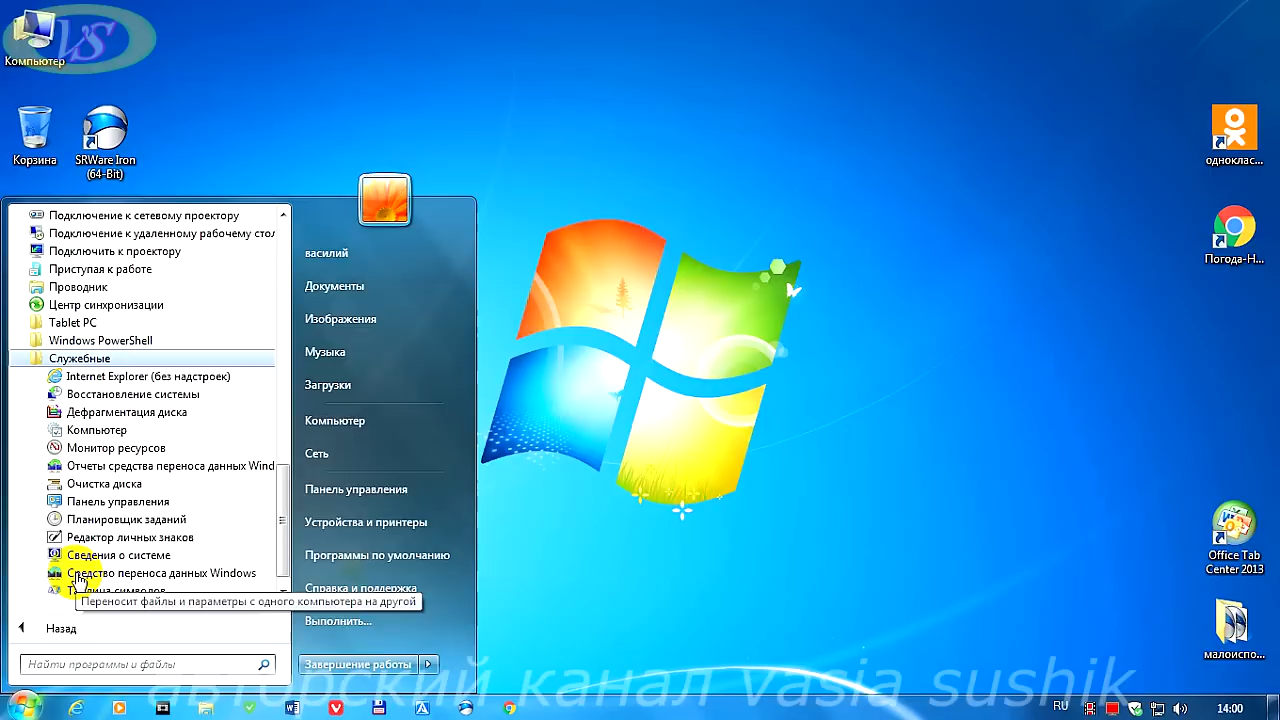 VS
Компьютер
Корзина
SRWare Iron
(64-Bit)
одноклас...
Погода-Н...
Office Tab
Center 2013
малоиспо...
Подключение к сетевому проектору
Подключение к удаленному рабочему стол
Подключить к проектору
Приступая к работе
Проводник
Центр синхронизации
Tablet PC
Windows PowerShell
Служебные
Internet Explorer (без надстроек)
Восстановление системы
Дефрагментация диска
Компьютер
Монитор ресурсов
Отчеты средства переноса данных Wind
Очистка диска
Панель управления
Планировщик заданий
Редактор личных знаков
Сведения о системе
Средство переноса данных Windows
Таблица символов
Переносит файлы и параметры с одного компьютера на другой
Назад
Найти программы и файлы
василий
Документы
Изображения
Музыка
Загрузки
Компьютер
Сеть
Панель управления
Устройства и принтеры
Программы по умолчанию
Справка и поддержка
Выполнить...
Завершение работы
авторский канал vasia sushik
RU
14:00